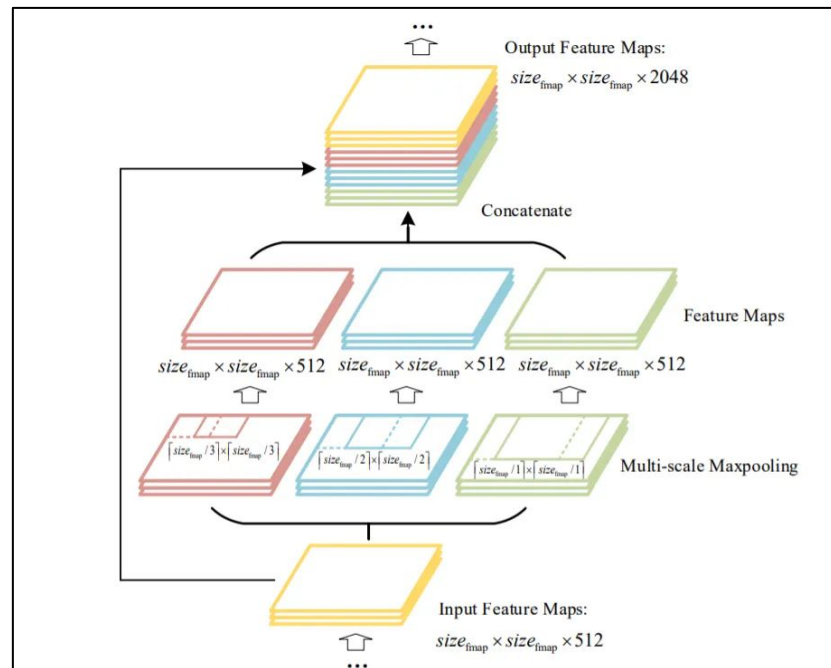 ...
Output Feature Maps:
size_fmap × size_fmap × 2048
Concatenate
Feature Maps
size_fmap × size_fmap × 512 size_fmap × size_fmap × 512 size_fmap × size_fmap × 512
⌈size_fmap / 3⌉×⌈size_fmap / 3⌉ ⌈size_fmap / 2⌉×⌈size_fmap / 2⌉ ⌈size_fmap / 1⌉×⌈size_fmap / 1⌉
Multi-scale Maxpooling
Input Feature Maps:
size_fmap × size_fmap × 512
...